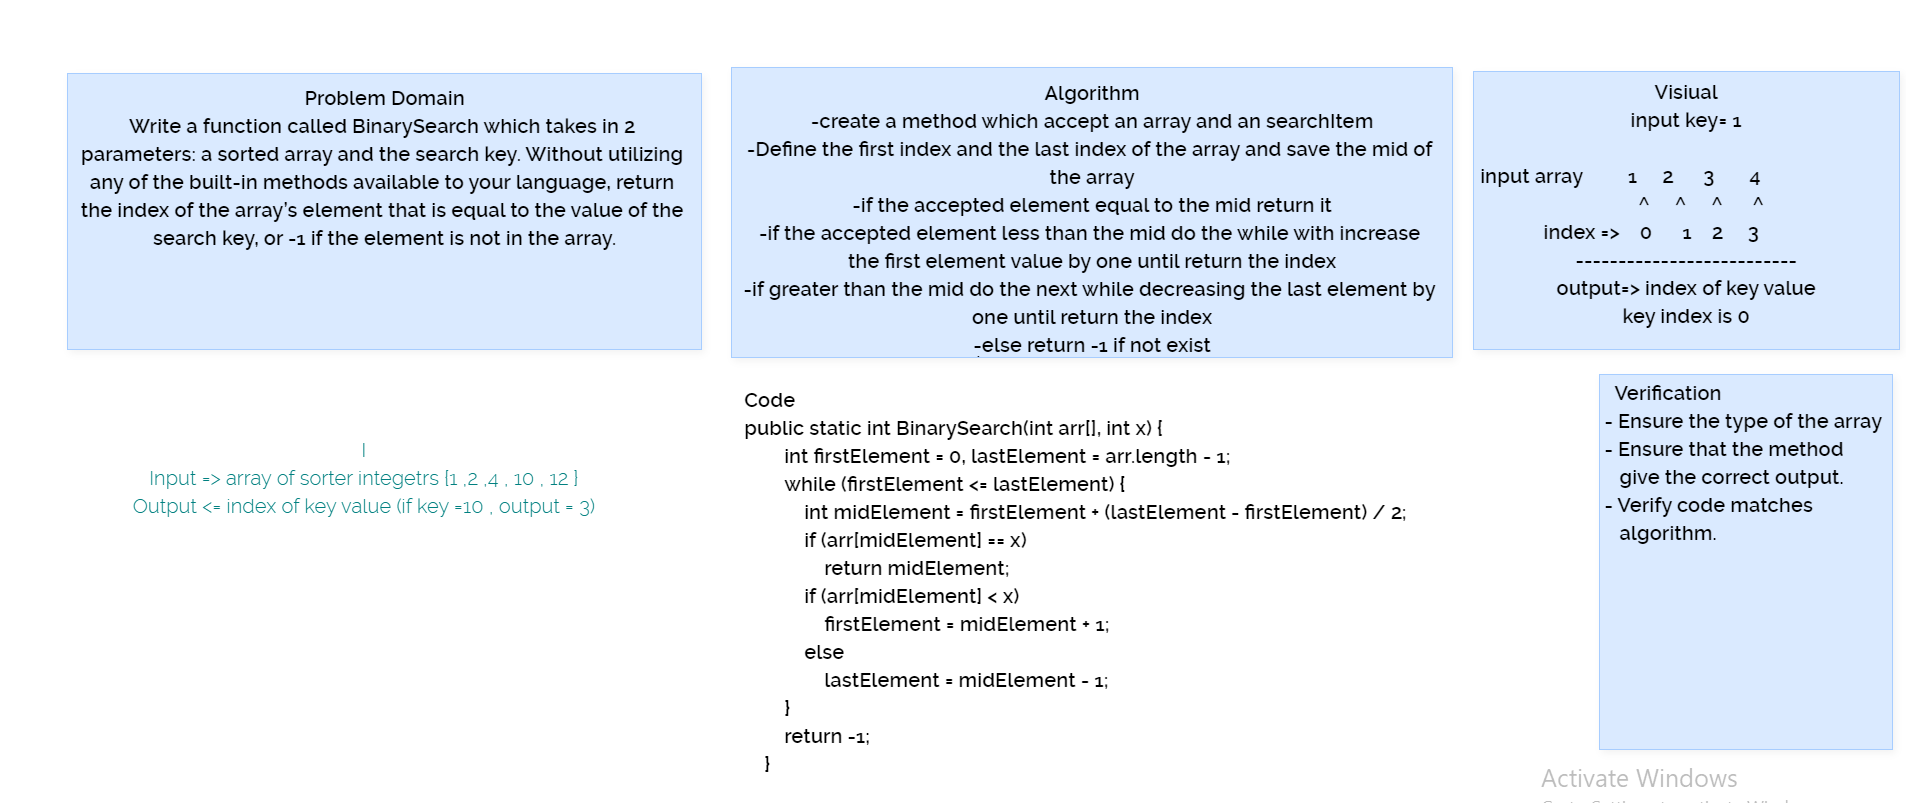 Problem Domain
Write a function called BinarySearch which takes in 2
parameters: a sorted array and the search key. Without utilizing
any of the built-in methods available to your language, return
the index of the array's element that is equal to the value of the
search key, or -1 if the element is not in the array.
|
Input => array of sorter integetrs {1 ,2 ,4 , 10 , 12 }
Output <= index of key value (if key =10 , output = 3)
Algorithm
-create a method which accept an array and an searchItem
-Define the first index and the last index of the array and save the mid of
the array
-if the accepted element equal to the mid return it
-if the accepted element less than the mid do the while with increase
the first element value by one until return the index
-if greater than the mid do the next while decreasing the last element by
one until return the index
-else return -1 if not exist
Code
public static int BinarySearch(int arr[], int x) {
int firstElement = 0, lastElement = arr.length - 1;
while (firstElement <= lastElement) {
int midElement = firstElement + (lastElement - firstElement) / 2;
if (arr[midElement] == x)
return midElement;
if (arr[midElement] < x)
firstElement = midElement + 1;
else
lastElement = midElement - 1;
}
return -1;
}
Visiual
input key= 1
input array 1 2 3 4
^ ^ ^ ^
index => 0 1 2 3
--------------------------
output=> index of key value
key index is 0
Verification
- Ensure the type of the array
- Ensure that the method
give the correct output.
- Verify code matches
algorithm.
Activate Windows